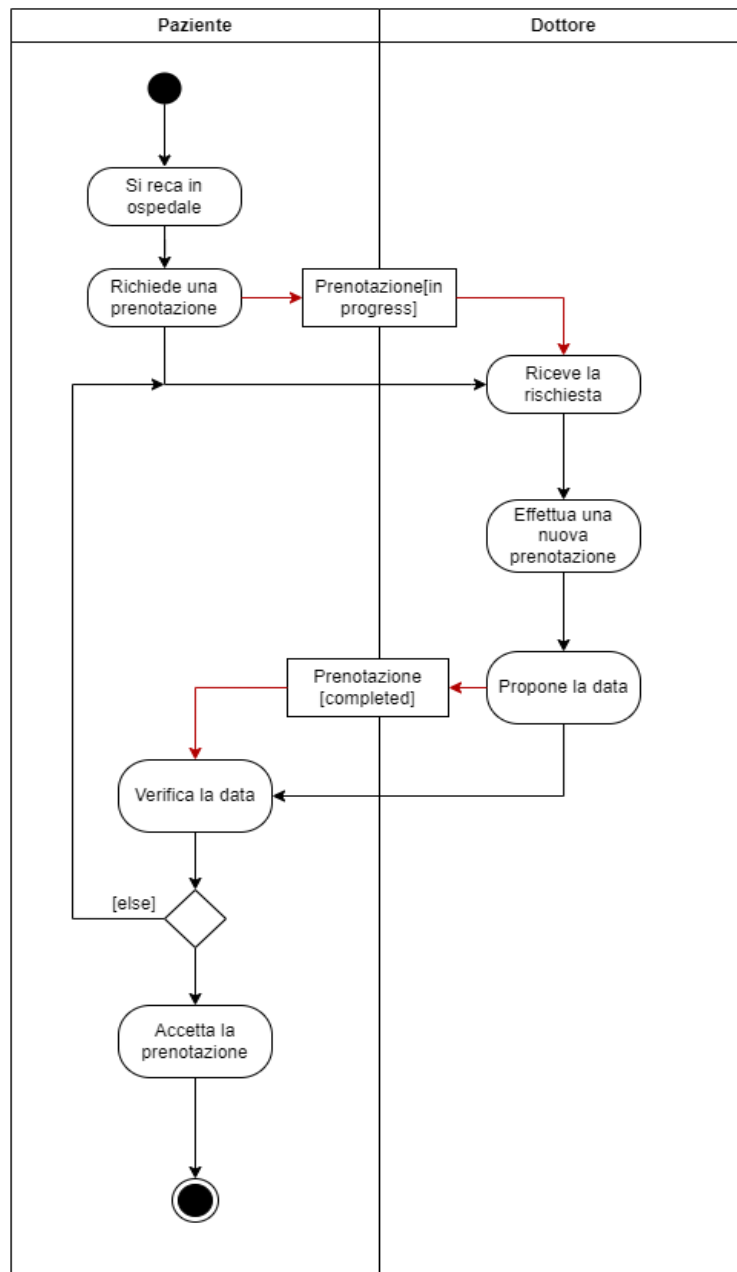 Paziente
Dottore
Si reca in
ospedale
Richiede una
prenotazione
Prenotazione[in
progress]
Riceve la
rischiesta
Effettua una
nuova
prenotazione
Propone la data
Prenotazione
[completed]
Verifica la data
[else]
Accetta la
prenotazione